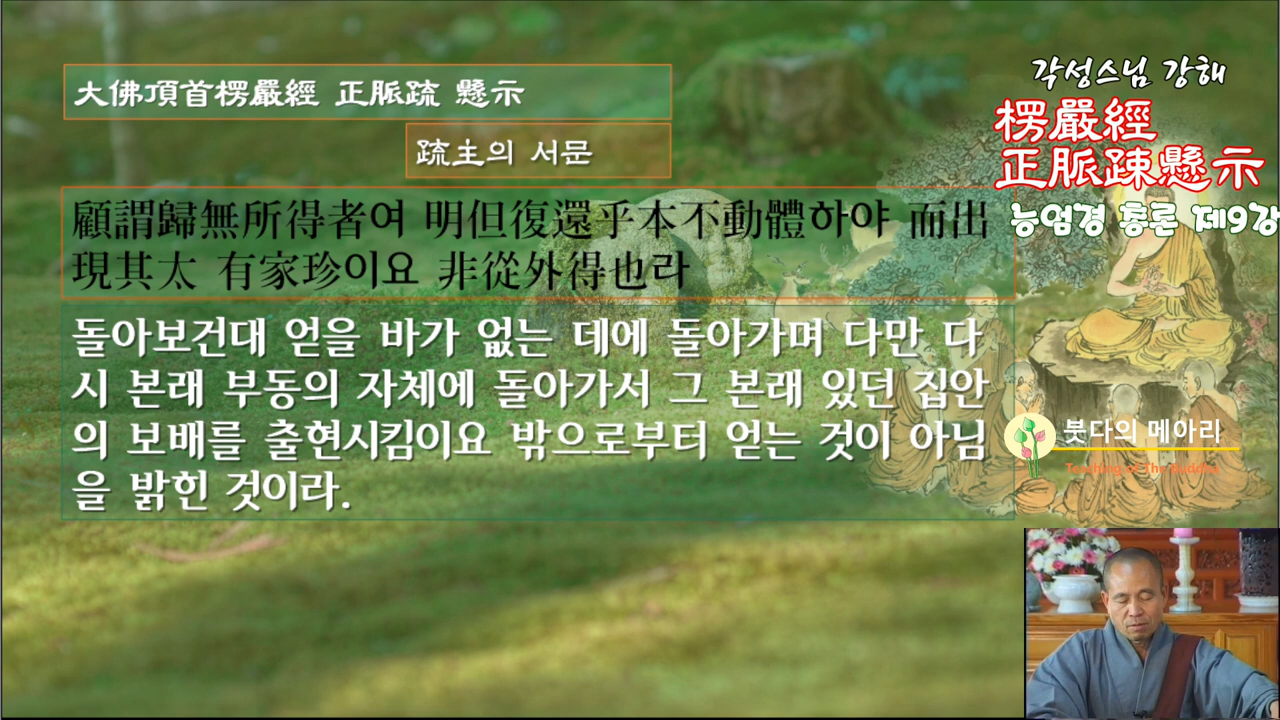 大佛頂首楞嚴經 正脈疏 懸示
疏主의 서문
顧謂歸無所得者여 明但復還乎本不動體하야 而出
現其太 有家珍이요 非從外得也라
돌아보건대 얻을 바가 없는 데에 돌아가며 다만 다
시 본래 부동의 자체에 돌아가서 그 본래 있던 집안
의 보배를 출현시킴이요 밖으로부터 얻는 것이 아님
을 밝힌 것이라.
각성스님 강해
楞嚴經
正脈疎懸示
능엄경 총론 제9강
붓다의 메아리
Teaching of The Buddha